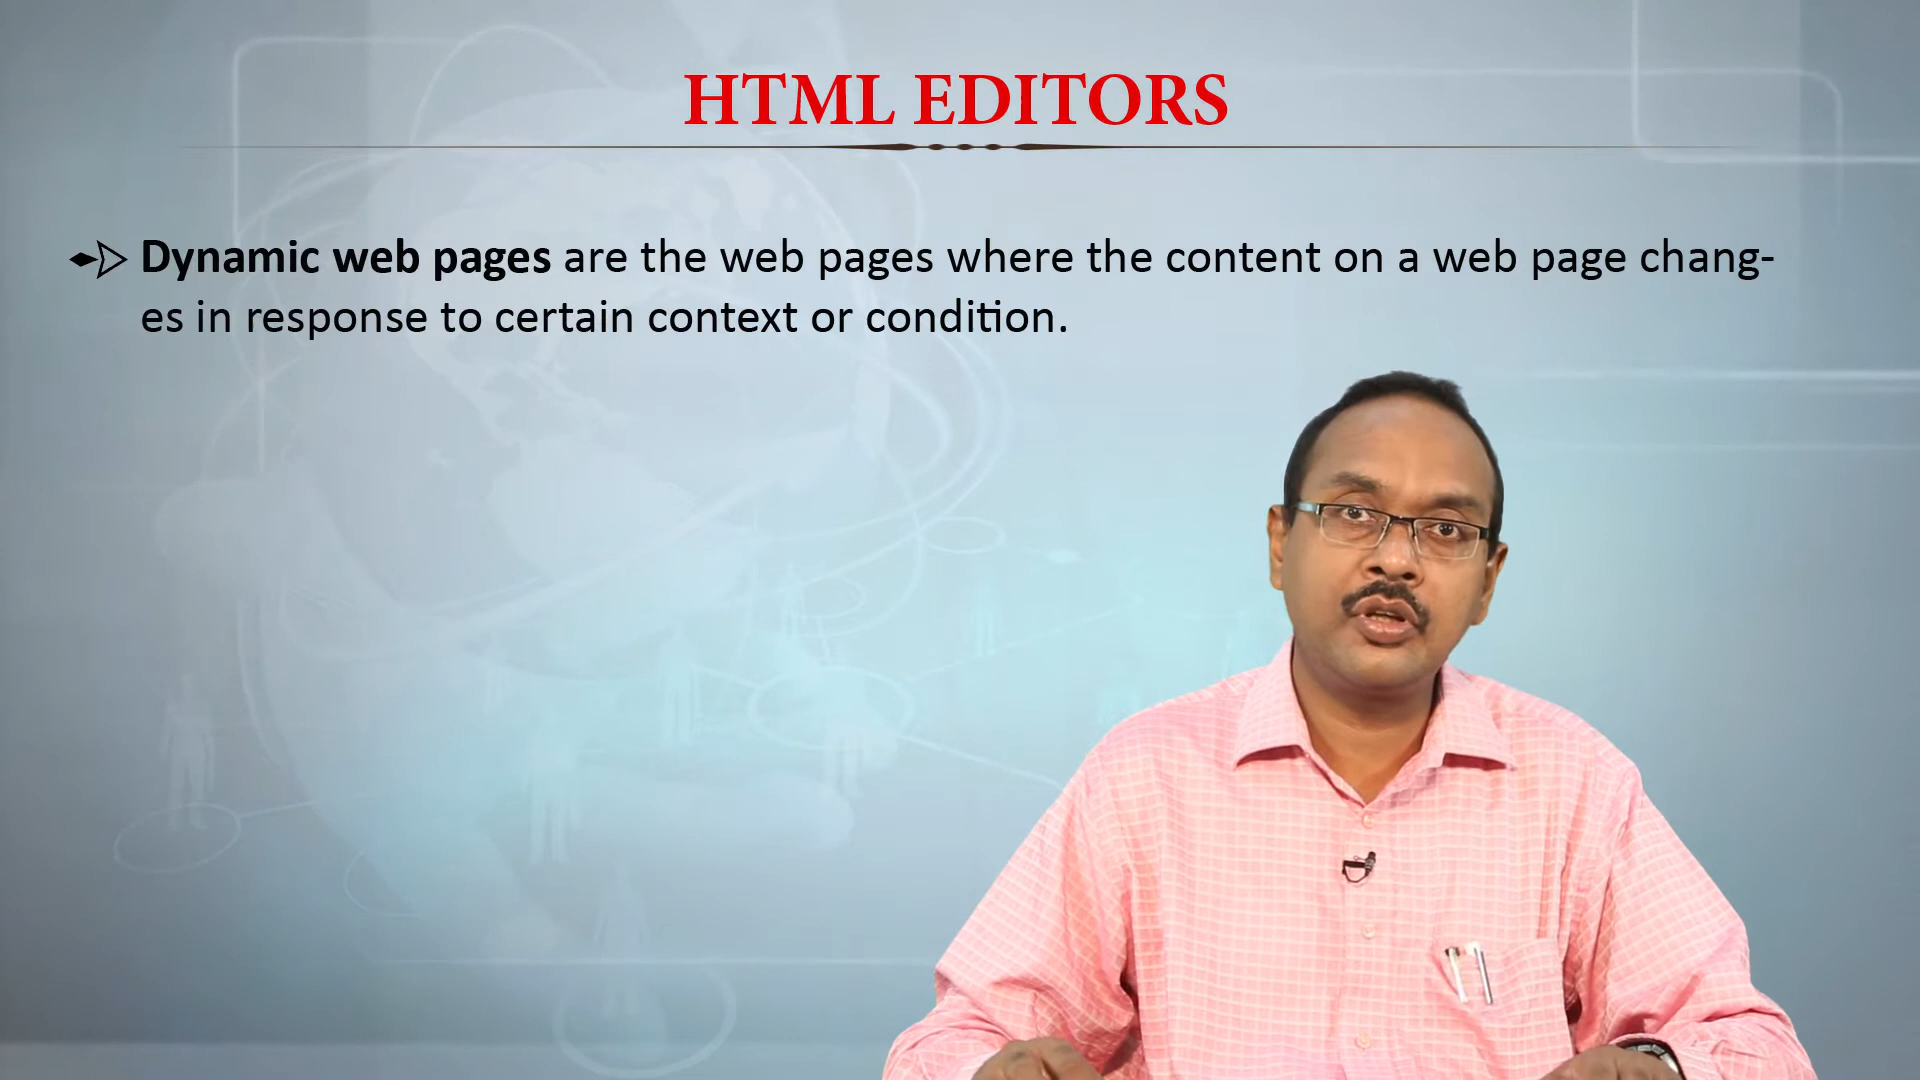 HTML EDITORS
Dynamic web pages are the web pages where the content on a web page chang-
es in response to certain context or condition.